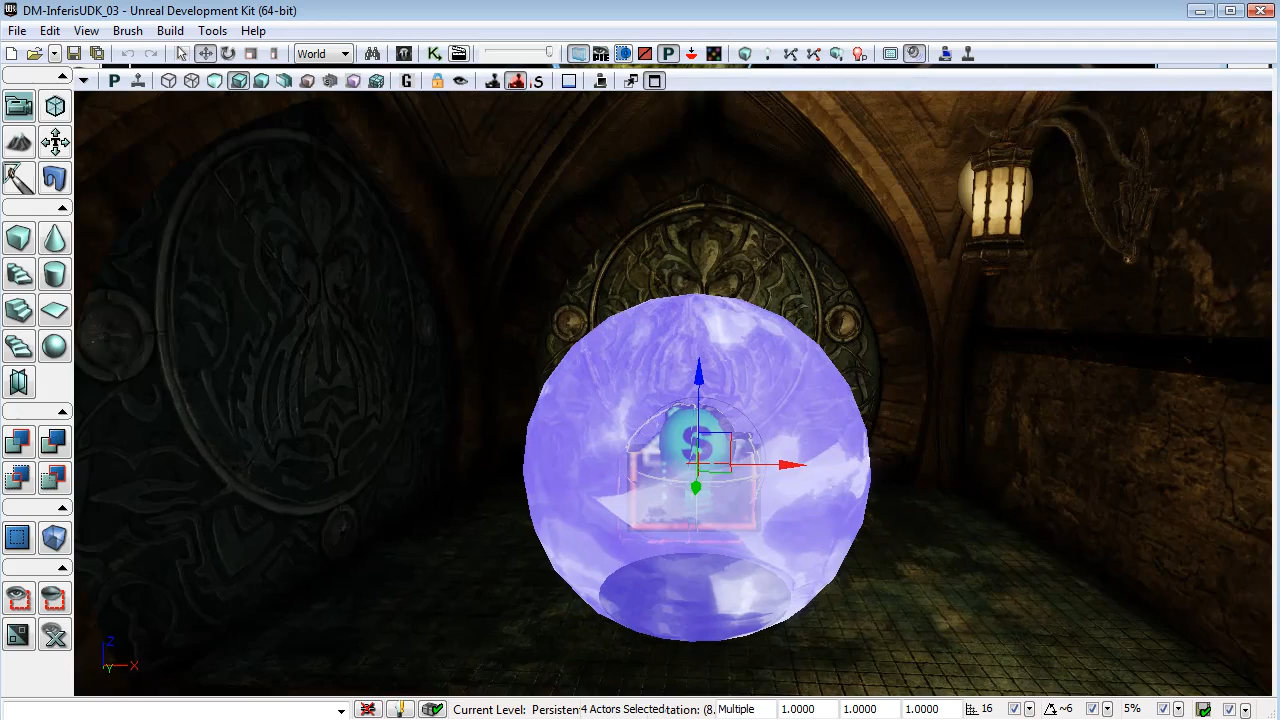 DM-InferisUDK_03 - Unreal Development Kit (64-bit)
File Edit View Brush Build Tools Help
World
P
P G S
S
Z
Y X
Current Level: Persisten 4 Actors Selected tation: (8. Multiple 1.0000 1.0000 1.0000 16 ~6 5%